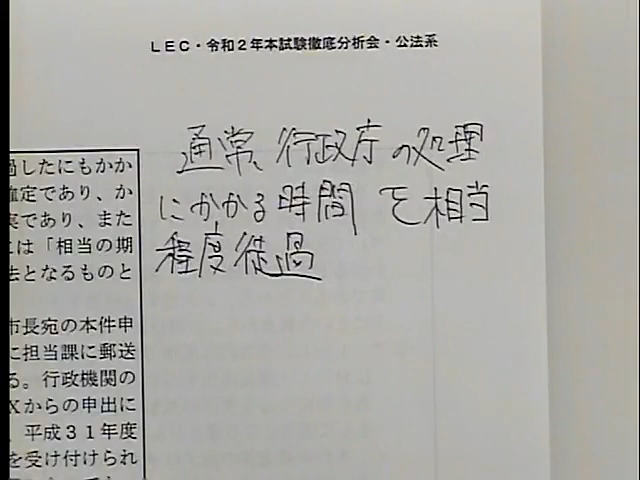 LEC・令和２年本試験徹底分析会・公法系
通常、行政庁の処理
にかかる時間を相当
程度徒過
過したにもかか
確定であり、か
実であり、また
には「相当の期
法となるものと
市長宛の本件申
に担当課に郵送
る。行政機関の
Xからの申出に
、平成３１年度
を受け付けられ